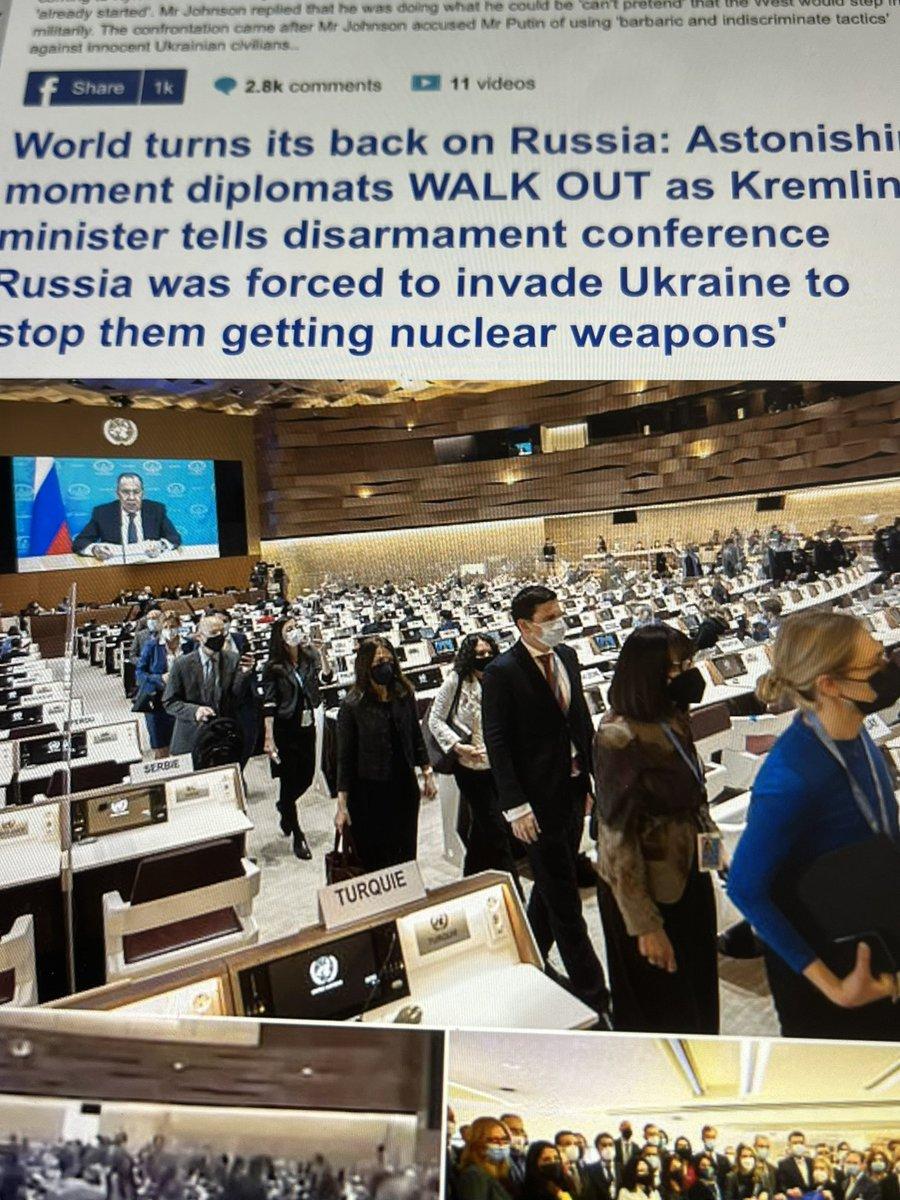 'already started'. Mr Johnson replied that he was doing what he could be 'can't pretend' that the West would step in
militarily. The confrontation came after Mr Johnson accused Mr Putin of using 'barbaric and indiscriminate tactics'
against innocent Ukrainian civilians...
f Share 1k 2.8k comments 11 videos
World turns its back on Russia: Astonishi
moment diplomats WALK OUT as Kremlin
minister tells disarmament conference
Russia was forced to invade Ukraine to
stop them getting nuclear weapons'
SERBIE
TURQUIE
TURQUIE